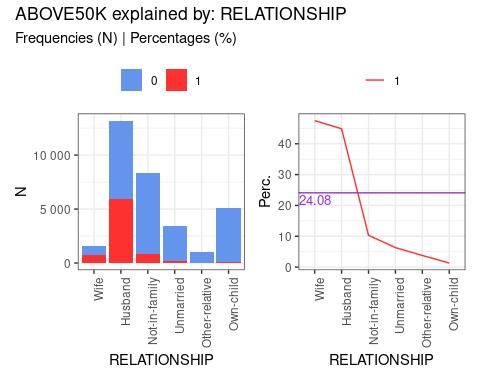 ABOVE50K explained by: RELATIONSHIP
Frequencies (N) | Percentages (%)
0 1
1
N
10 000
5 000
0
Wife
Husband
Not-in-family
Unmarried
Other-relative
Own-child
RELATIONSHIP
Perc.
40
30
20
10
0
24.08
Wife
Husband
Not-in-family
Unmarried
Other-relative
Own-child
RELATIONSHIP